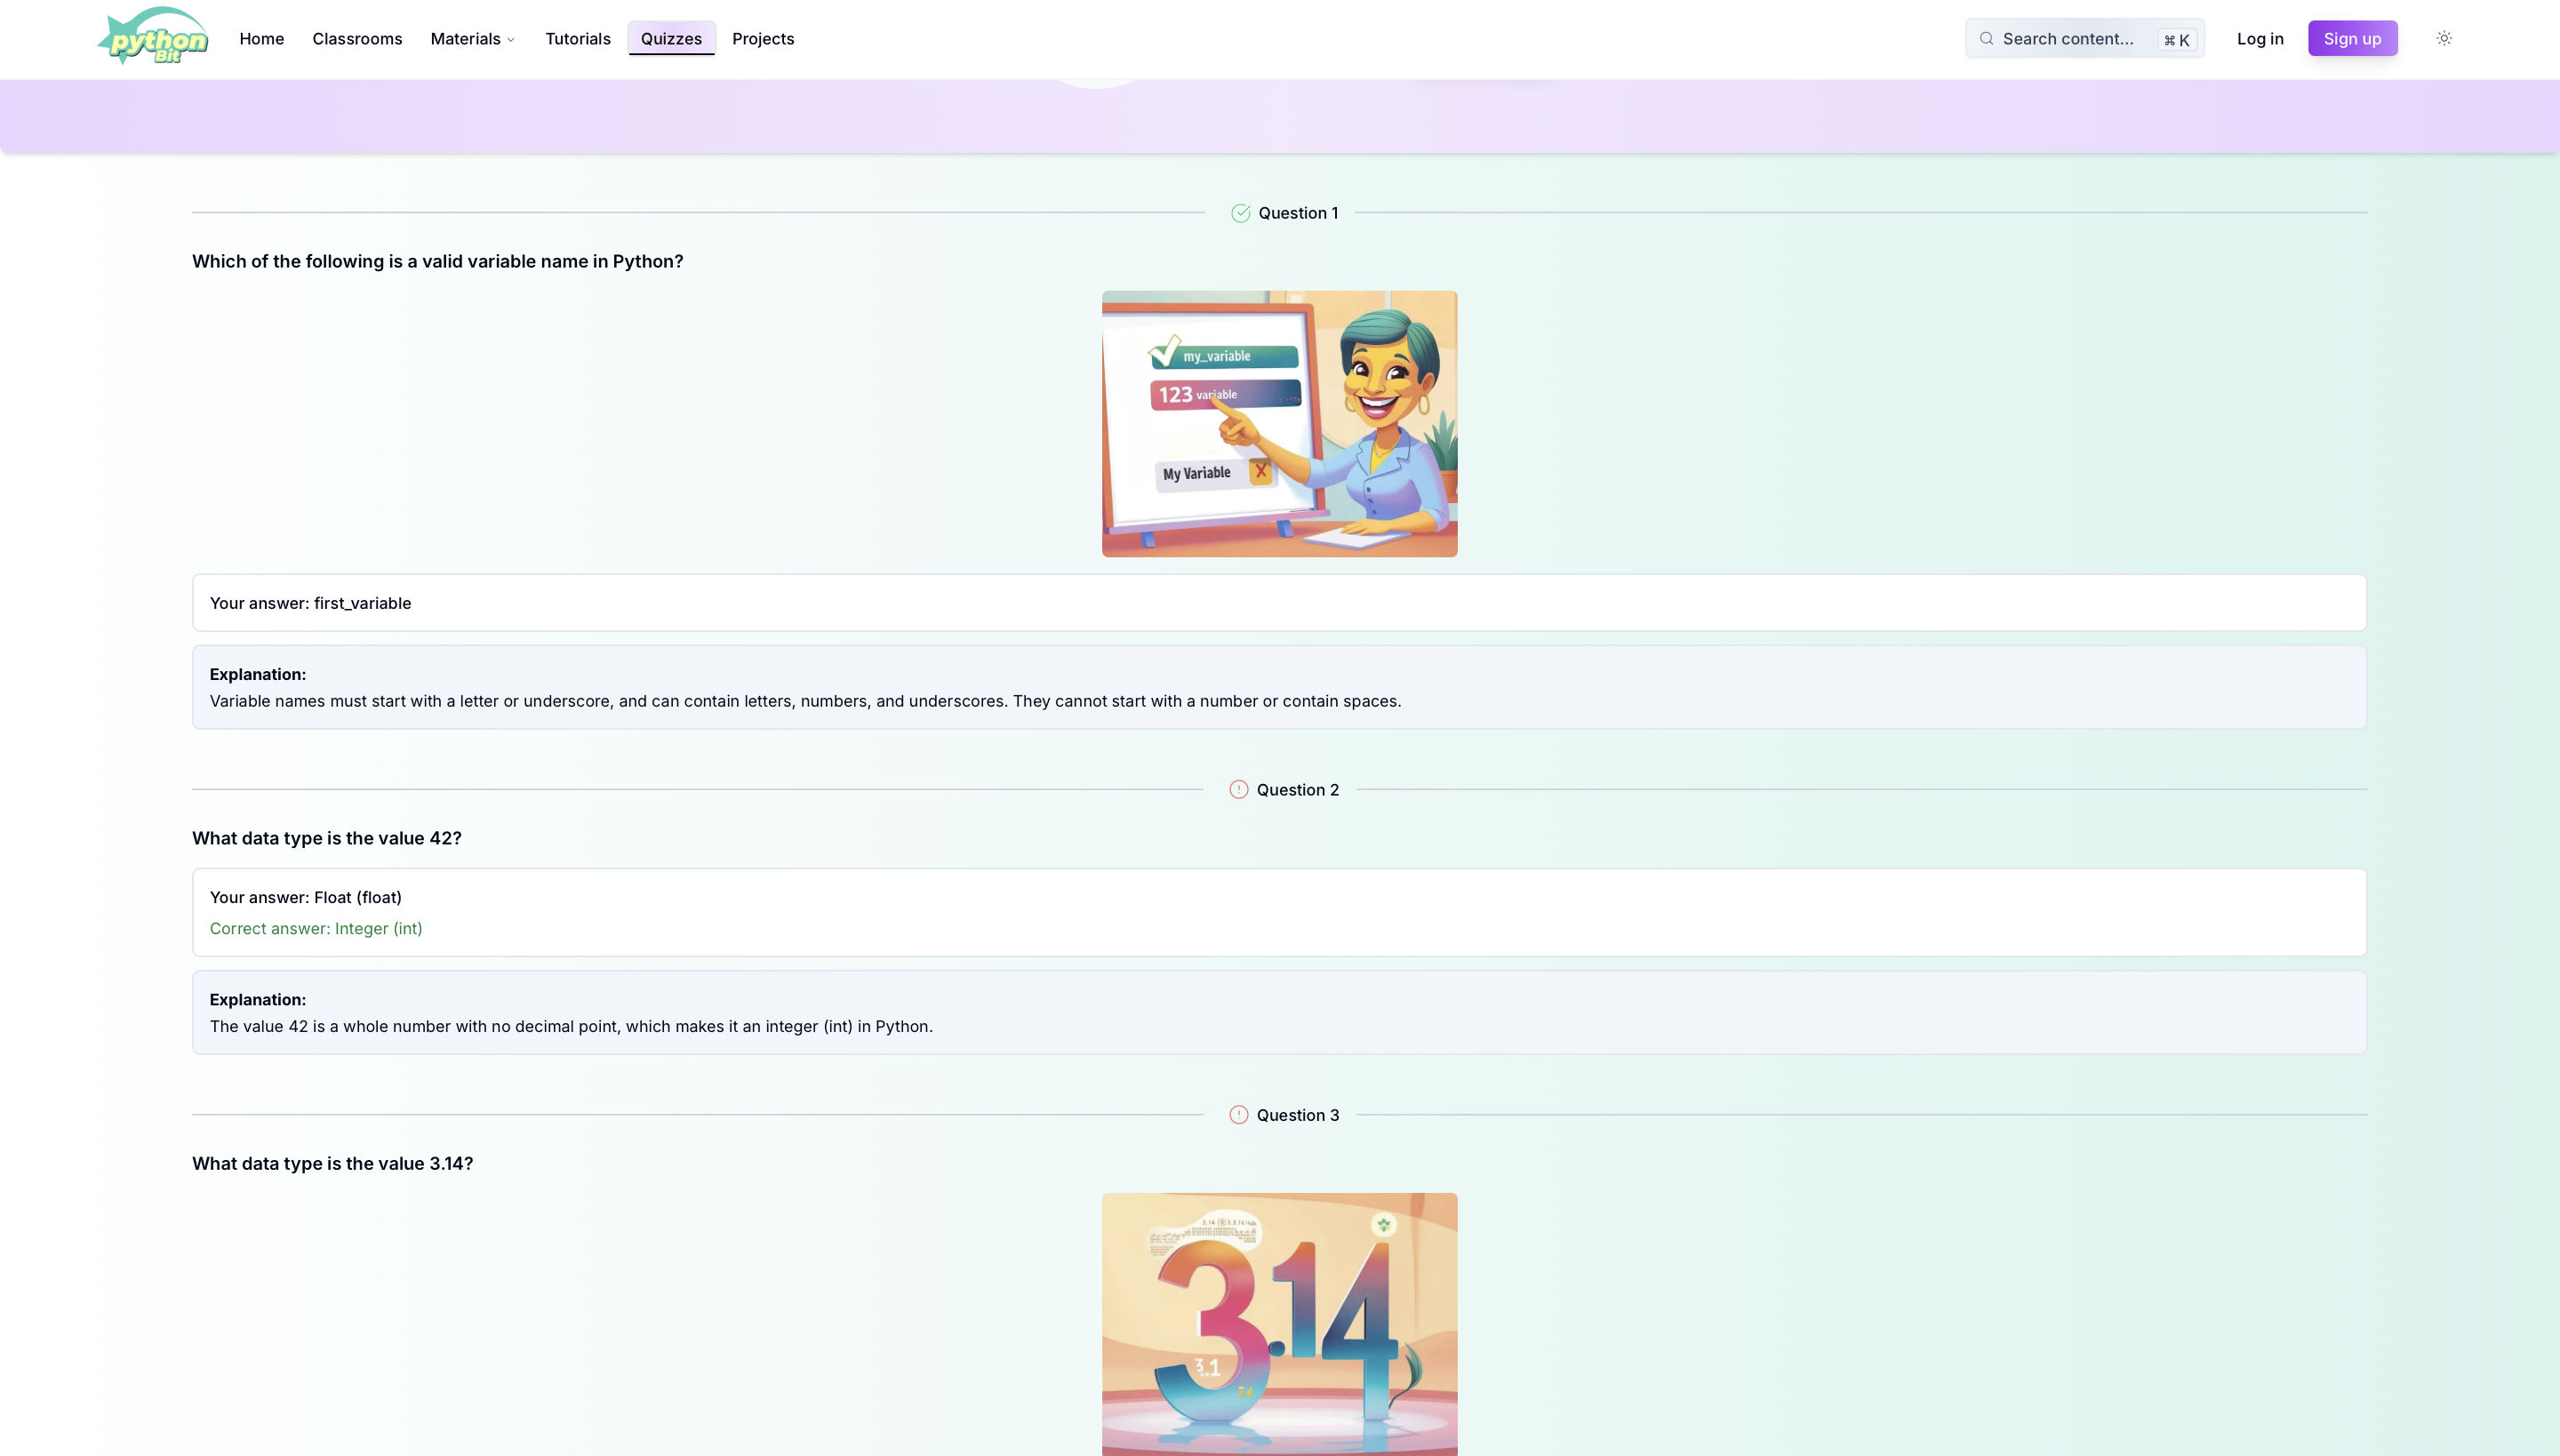 python
Bit
Home
Classrooms
Materials
Tutorials
Quizzes
Projects
Search content...
⌘ K
Log in
Sign up
Question 1
Which of the following is a valid variable name in Python?
my_variable
123 variable
My Variable X
Your answer: first_variable
Explanation:
Variable names must start with a letter or underscore, and can contain letters, numbers, and underscores. They cannot start with a number or contain spaces.
Question 2
What data type is the value 42?
Your answer: Float (float)
Correct answer: Integer (int)
Explanation:
The value 42 is a whole number with no decimal point, which makes it an integer (int) in Python.
Question 3
What data type is the value 3.14?
3.14